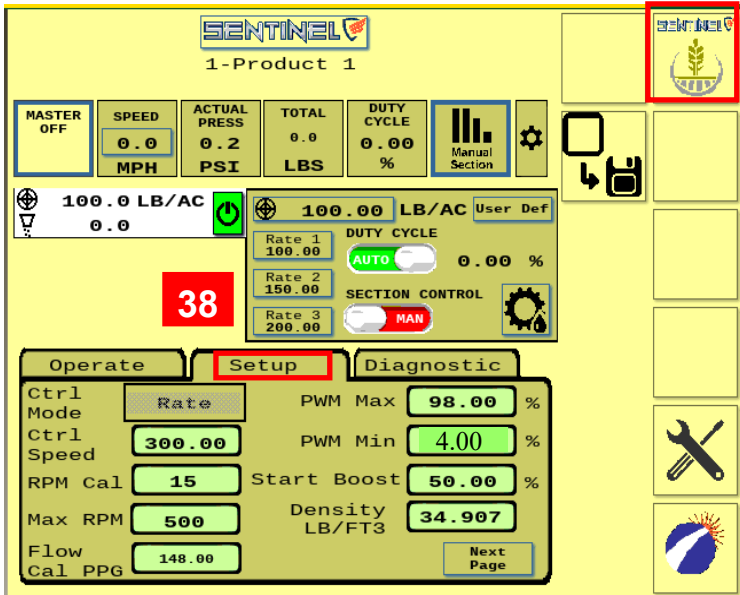 SENTINEL
1-Product 1
SENTINEL
MASTER OFF
SPEED
0.0
MPH
ACTUAL PRESS
0.2
PSI
TOTAL
0.0
LBS
DUTY CYCLE
0.00
%
Manual Section
100.0 LB/AC
0.0
100.00 LB/AC User Def
Rate 1
100.00
DUTY CYCLE
AUTO
0.00 %
Rate 2
150.00
SECTION CONTROL
MAN
Rate 3
200.00
38
Operate
Setup
Diagnostic
Ctrl Mode
Rate
PWM Max 98.00 %
Ctrl Speed
300.00
PWM Min 4.00 %
RPM Cal 15
Start Boost 50.00 %
Max RPM 500
Density LB/FT3
34.907
Flow Cal PPG
148.00
Next Page